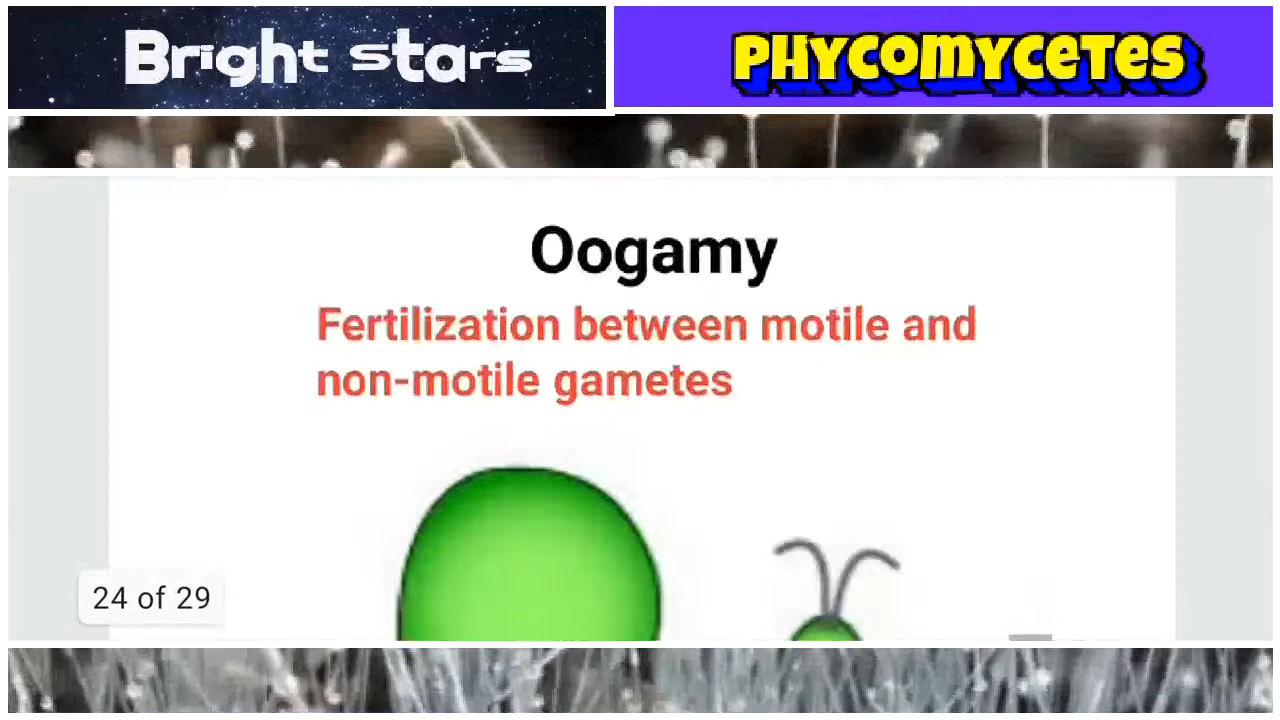 Bright stars
PHYCOMYCETES
Oogamy
Fertilization between motile and
non-motile gametes
24 of 29